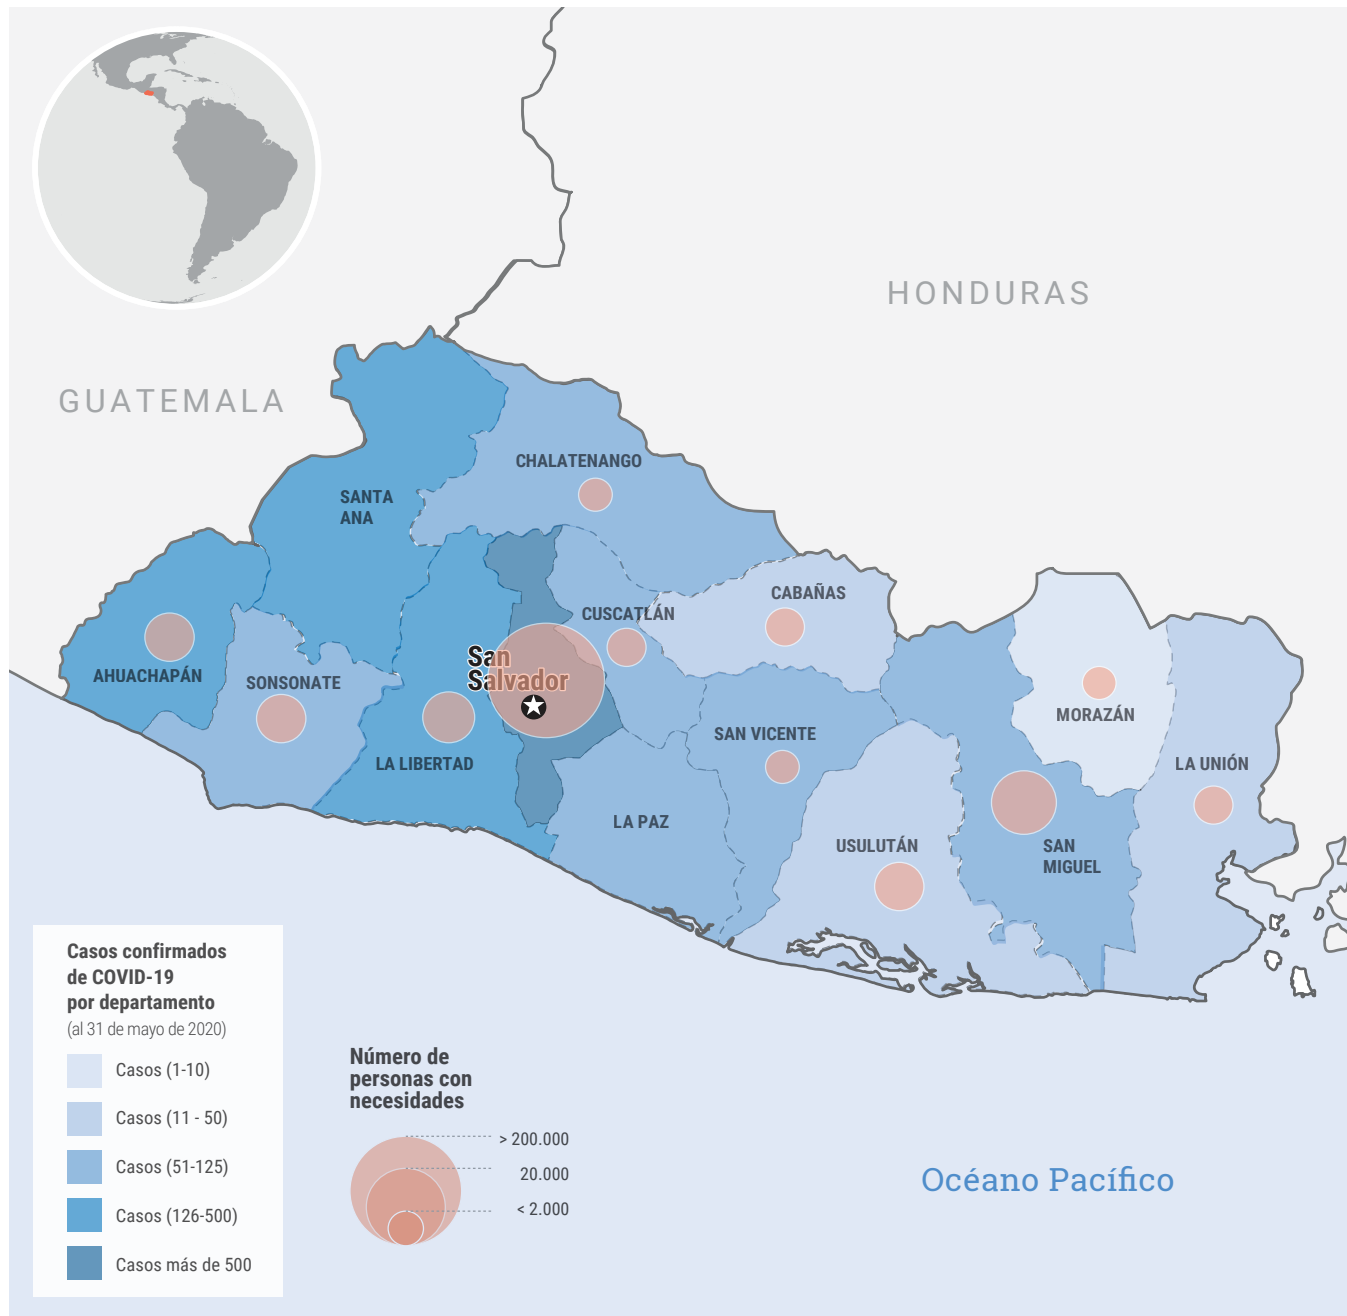 HONDURAS
GUATEMALA
CHALATENANGO
SANTA
ANA
CABAÑAS
CUSCATLÁN
San
Salvador
AHUACHAPÁN
SONSONATE
MORAZÁN
SAN VICENTE
LA LIBERTAD
LA UNIÓN
LA PAZ
USULUTÁN
SAN
MIGUEL
Casos confirmados
de COVID-19
por departamento
(al 31 de mayo de 2020)
Casos (1-10)
Casos (11 - 50)
Casos (51-125)
Casos (126-500)
Casos más de 500
Número de
personas con
necesidades
> 200.000
20.000
< 2.000
Océano Pacífico